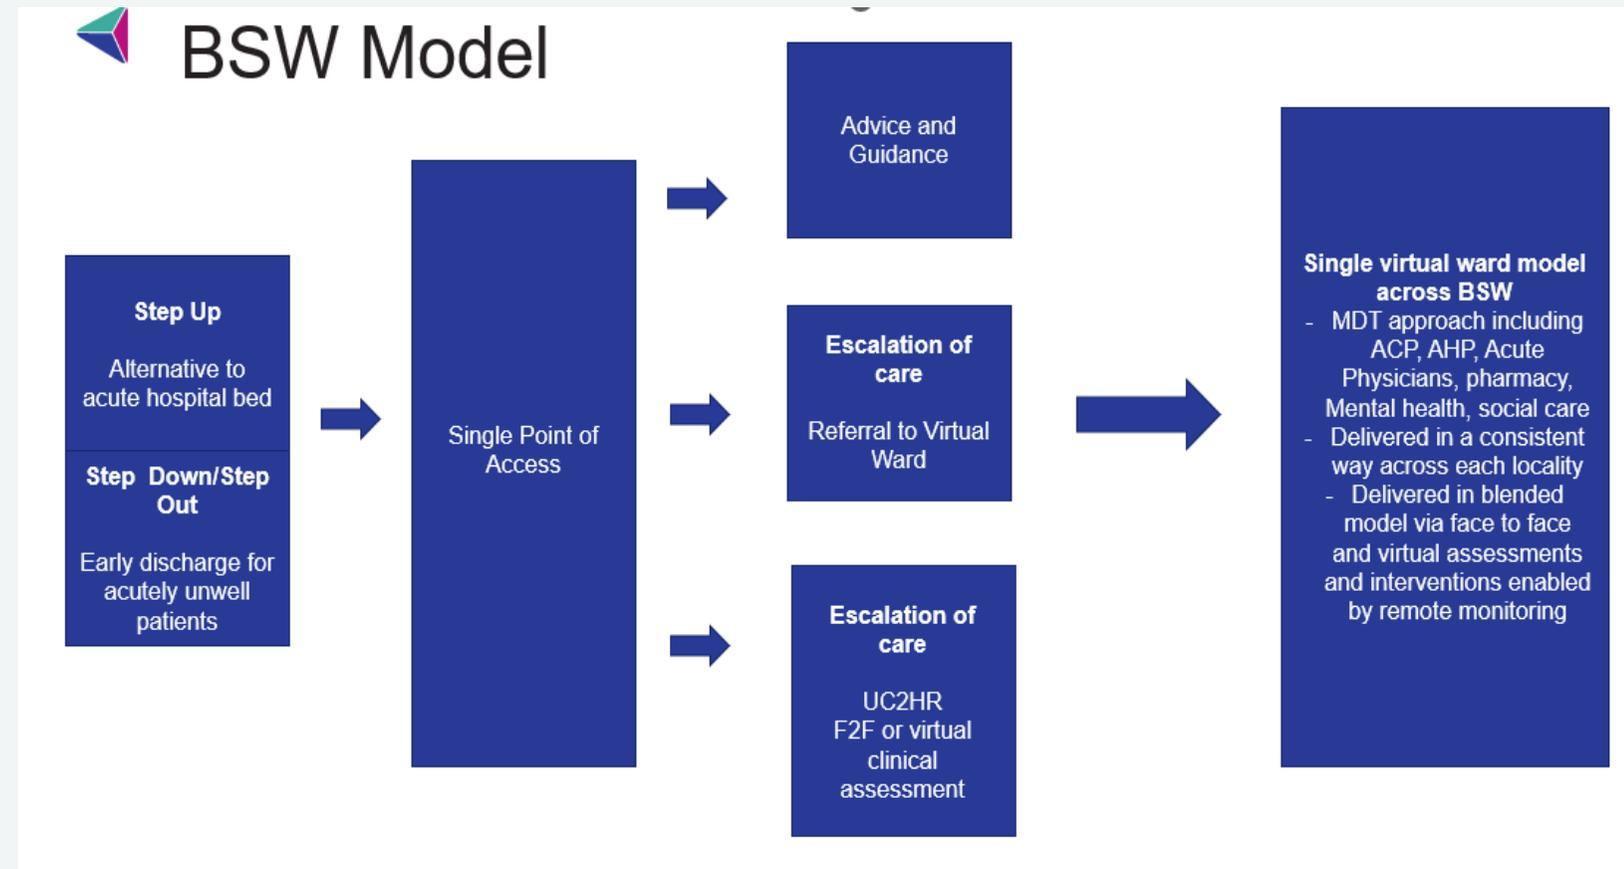 BSW Model
Step Up
Alternative to
acute hospital bed
Step Down/Step
Out
Early discharge for
acutely unwell
patients
Single Point of
Access
Advice and
Guidance
Escalation of
care
Referral to Virtual
Ward
Escalation of
care
UC2HR
F2F or virtual
clinical
assessment
Single virtual ward model
across BSW
- MDT approach including
ACP, AHP, Acute
Physicians, pharmacy,
Mental health, social care
- Delivered in a consistent
way across each locality
- Delivered in blended
model via face to face
and virtual assessments
and interventions enabled
by remote monitoring